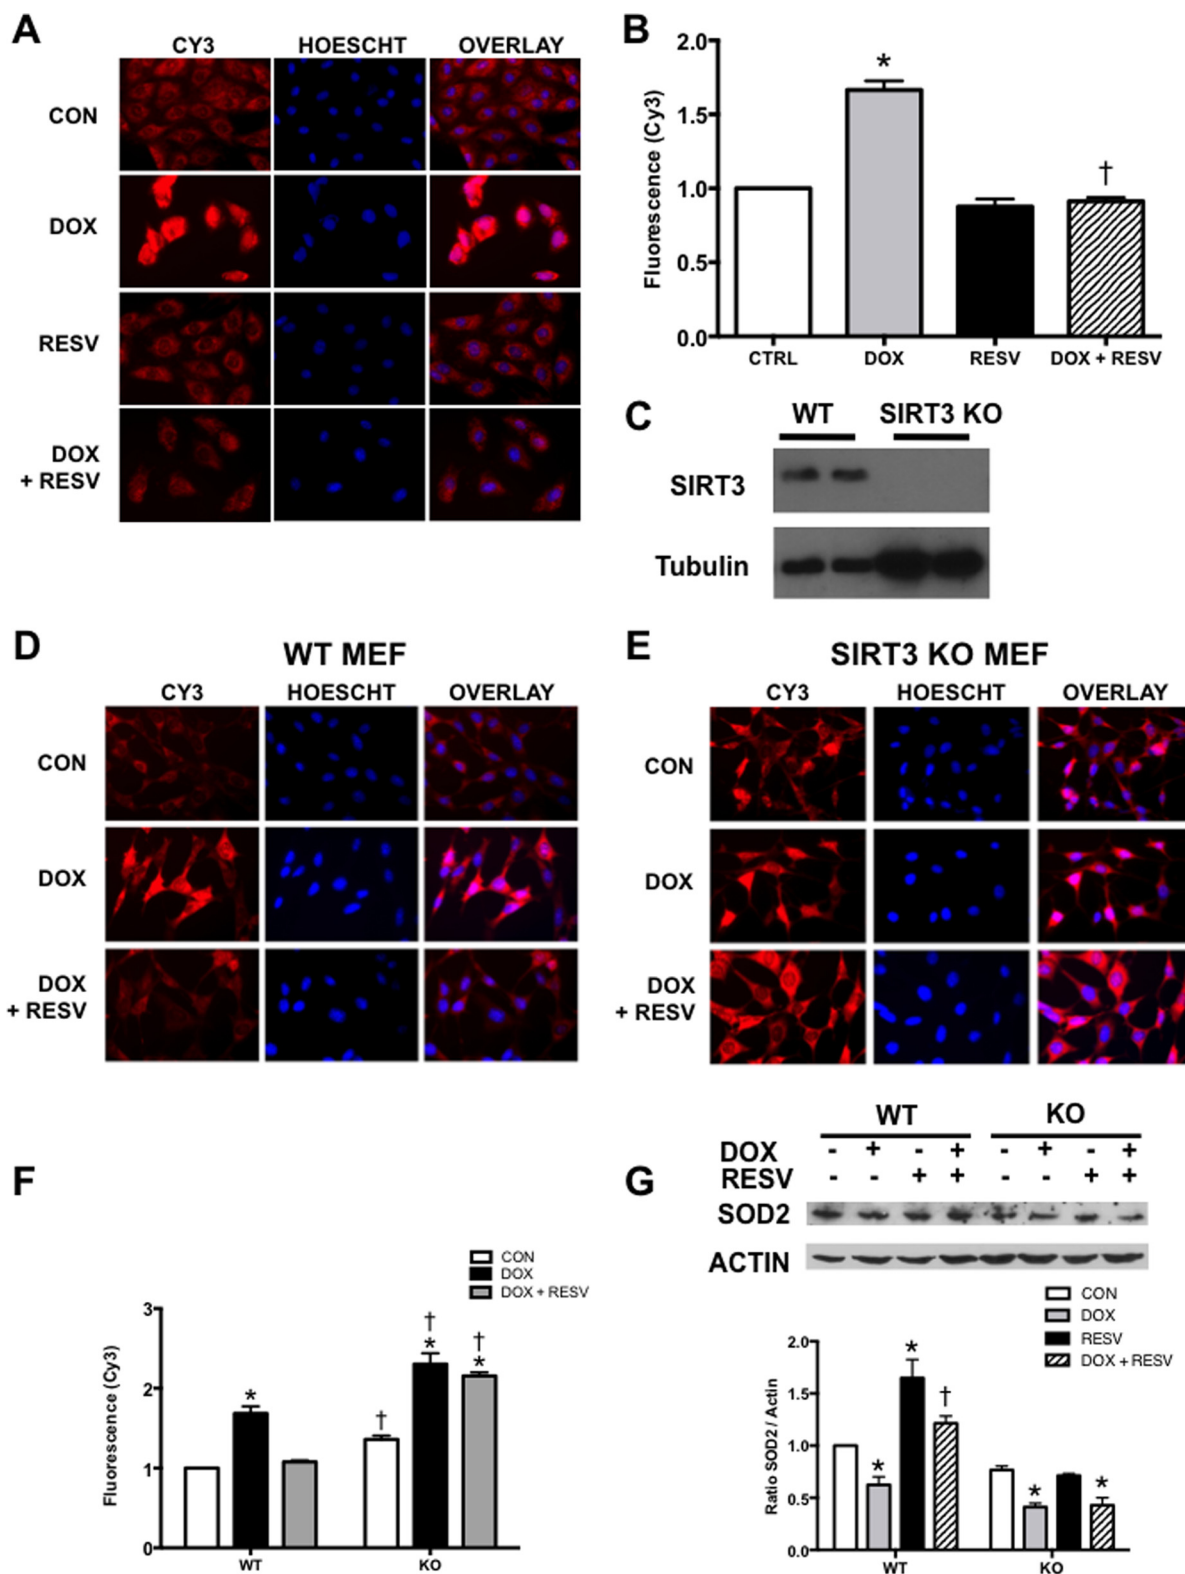 A
CY3 HOESCHT OVERLAY
CON
DOX
RESV
DOX
+ RESV
B
Fluorescence (Cy3)
2.0
1.5
1.0
0.5
0.0
*
†
CTRL DOX RESV DOX + RESV
C
WT SIRT3 KO
SIRT3
Tubulin
D
WT MEF
CY3 HOESCHT OVERLAY
CON
DOX
DOX
+ RESV
E
SIRT3 KO MEF
CY3 HOESCHT OVERLAY
CON
DOX
DOX
+ RESV
F
CON
DOX
DOX + RESV
Fluorescence (Cy3)
3
2
1
0
*
†
†
*
†
*
WT KO
G
WT KO
DOX - + - + - + - +
RESV - - + + - - + +
SOD2
ACTIN
CON
DOX
RESV
DOX + RESV
Ratio SOD2 / Actin
2.0
1.5
1.0
0.5
0.0
*
*
†
*
*
WT KO